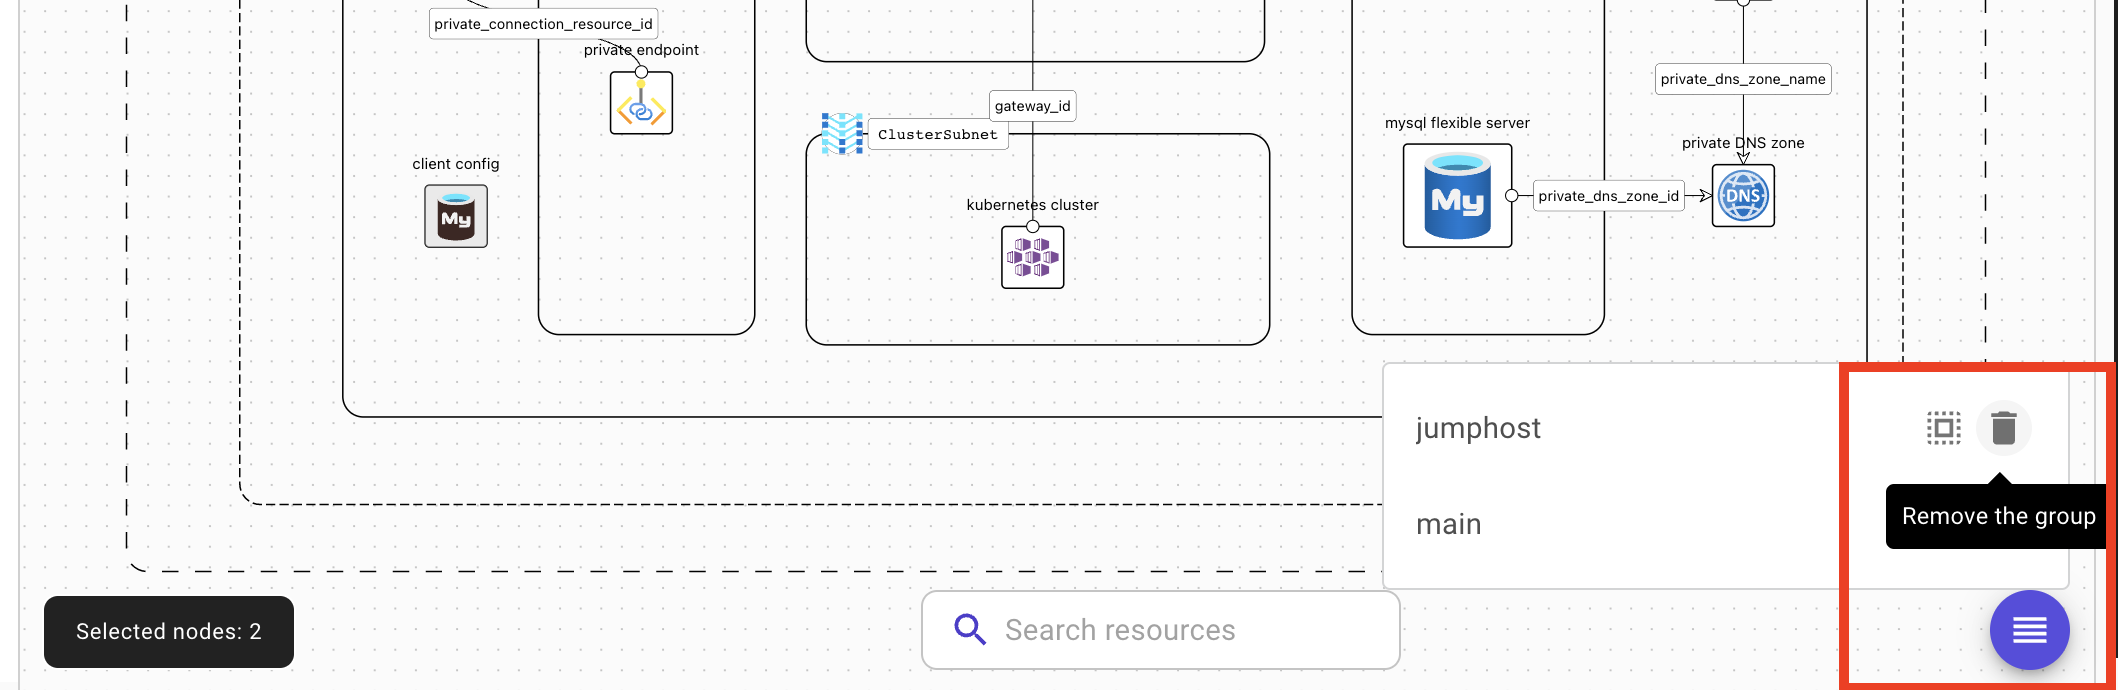 private_connection_resource_id
private endpoint
client config
My
gateway_id
ClusterSubnet
kubernetes cluster
mysql flexible server
My
private_dns_zone_id
private_dns_zone_name
private DNS zone
DNS
jumphost
main
Remove the group
Selected nodes: 2
Search resources